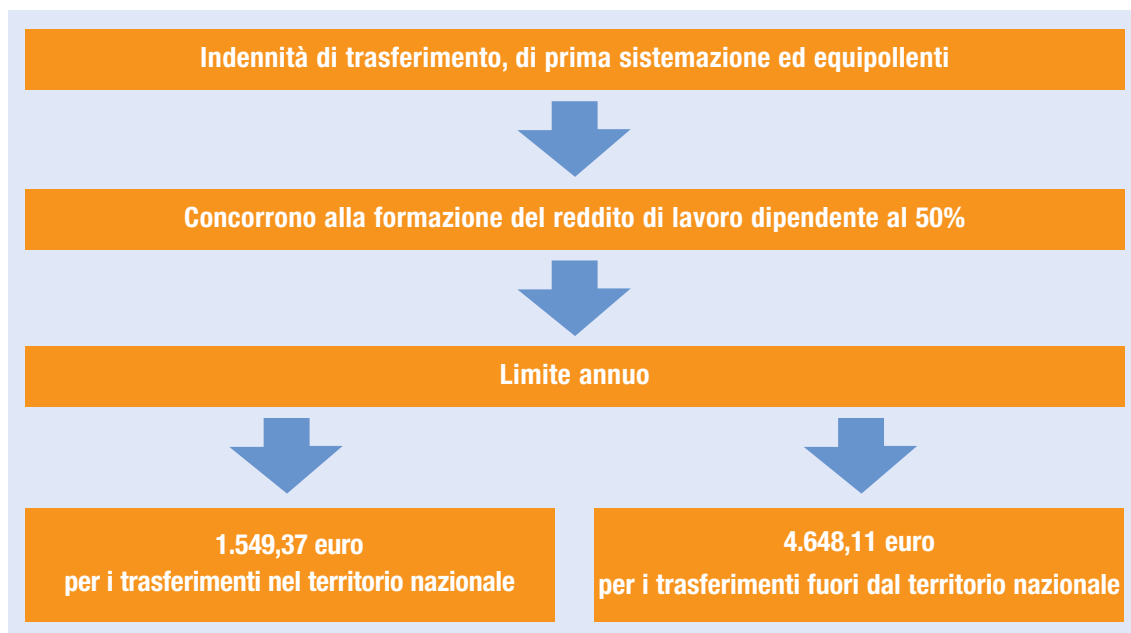 Indennità di trasferimento, di prima sistemazione ed equipollenti
Concorrono alla formazione del reddito di lavoro dipendente al 50%
Limite annuo
1.549,37 euro
per i trasferimenti nel territorio nazionale
4.648,11 euro
per i trasferimenti fuori dal territorio nazionale